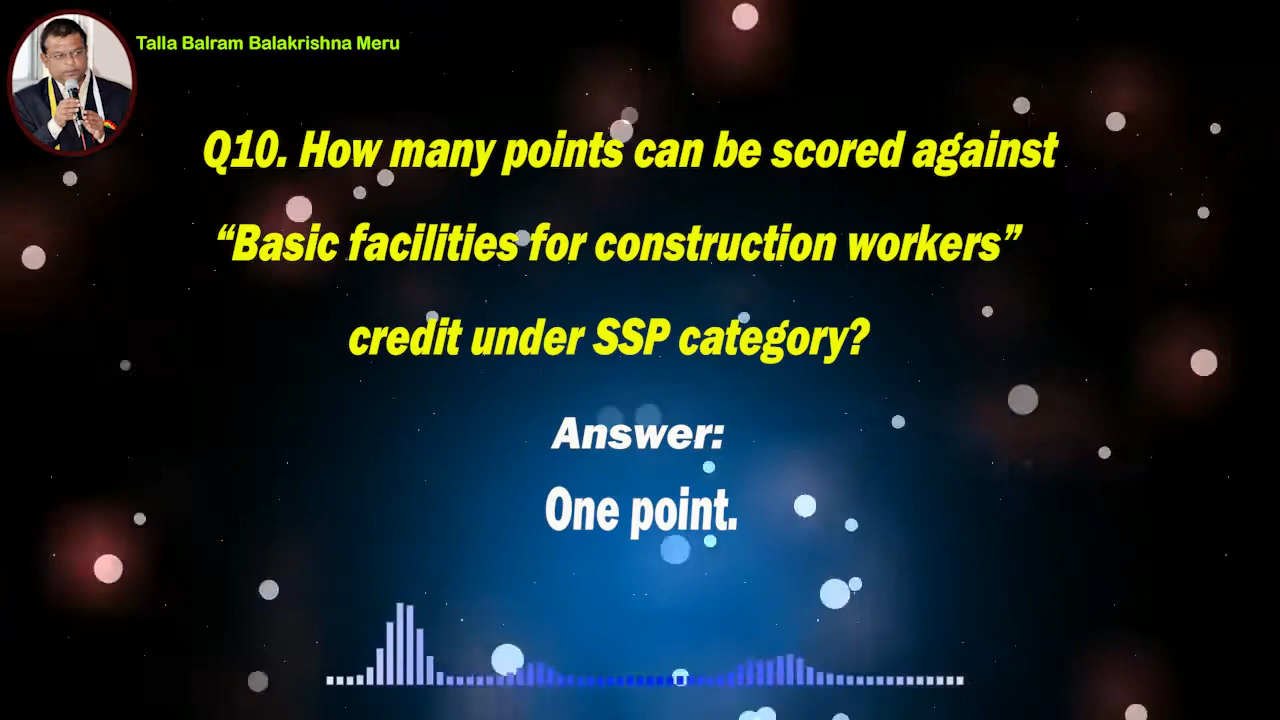 Talla Balram Balakrishna Meru
Q10. How many points can be scored against
“Basic facilities for construction workers”
credit under SSP category?
Answer:
One point.